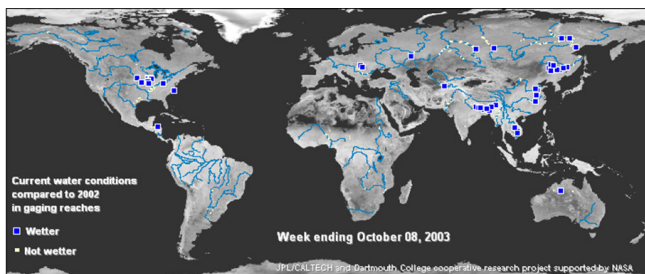 Current water conditions
compared to 2002
in gaging reaches
Wetter
Not wetter
Week ending October 08, 2003
JPL/CALTECH and Dartmouth College cooperative research project supported by NASA